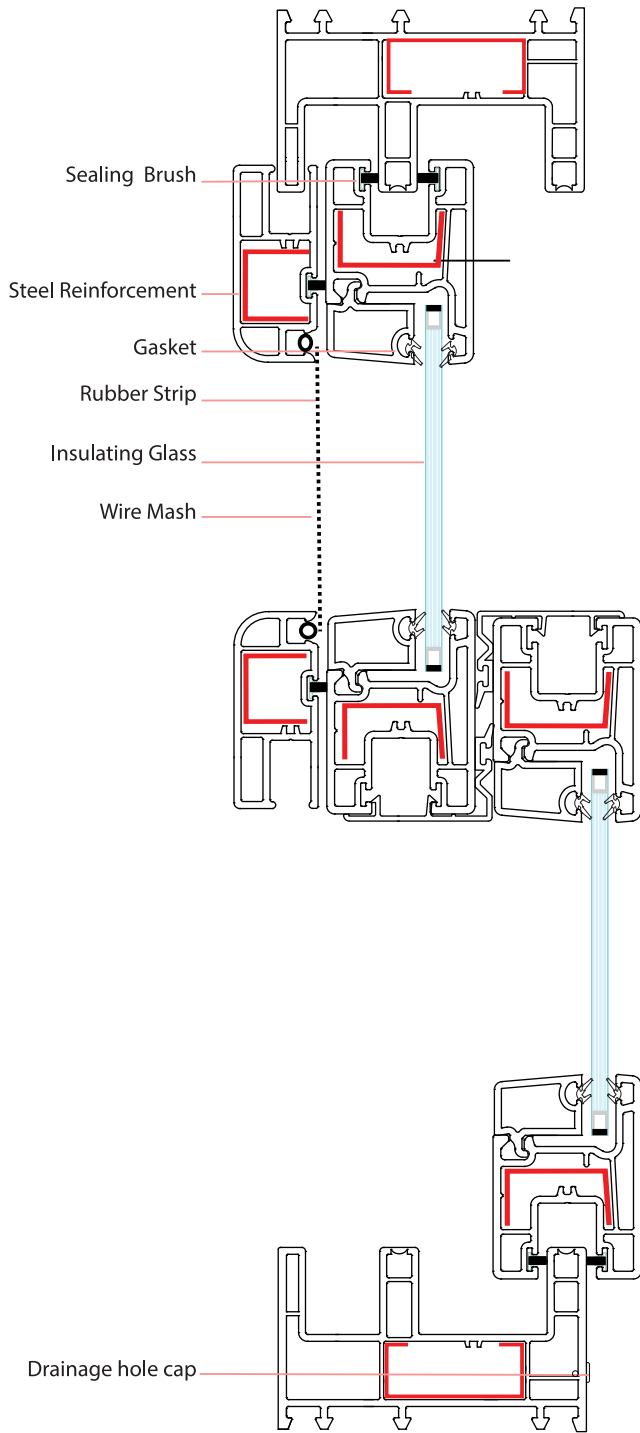 Sealing Brush
Steel Reinforcement
Gasket
Rubber Strip
Insulating Glass
Wire Mash
Drainage hole cap